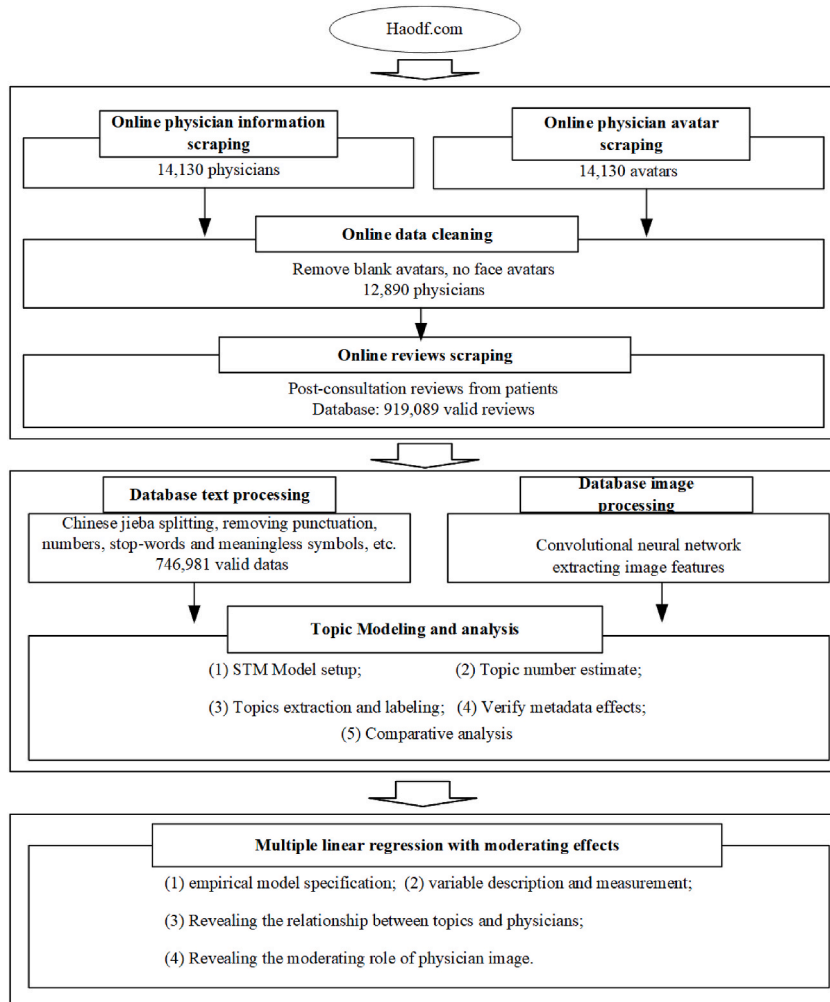 Haodf.com
Online physician information
scraping
14,130 physicians
Online physician avatar
scraping
14,130 avatars
Online data cleaning
Remove blank avatars, no face avatars
12,890 physicians
Online reviews scraping
Post-consultation reviews from patients
Database: 919,089 valid reviews
Database text processing
Chinese jieba splitting, removing punctuation,
numbers, stop-words and meaningless symbols, etc.
746,981 valid datas
Database image
processing
Convolutional neural network
extracting image features
Topic Modeling and analysis
(1) STM Model setup; (2) Topic number estimate;
(3) Topics extraction and labeling; (4) Verify metadata effects;
(5) Comparative analysis
Multiple linear regression with moderating effects
(1) empirical model specification; (2) variable description and measurement;
(3) Revealing the relationship between topics and physicians;
(4) Revealing the moderating role of physician image.